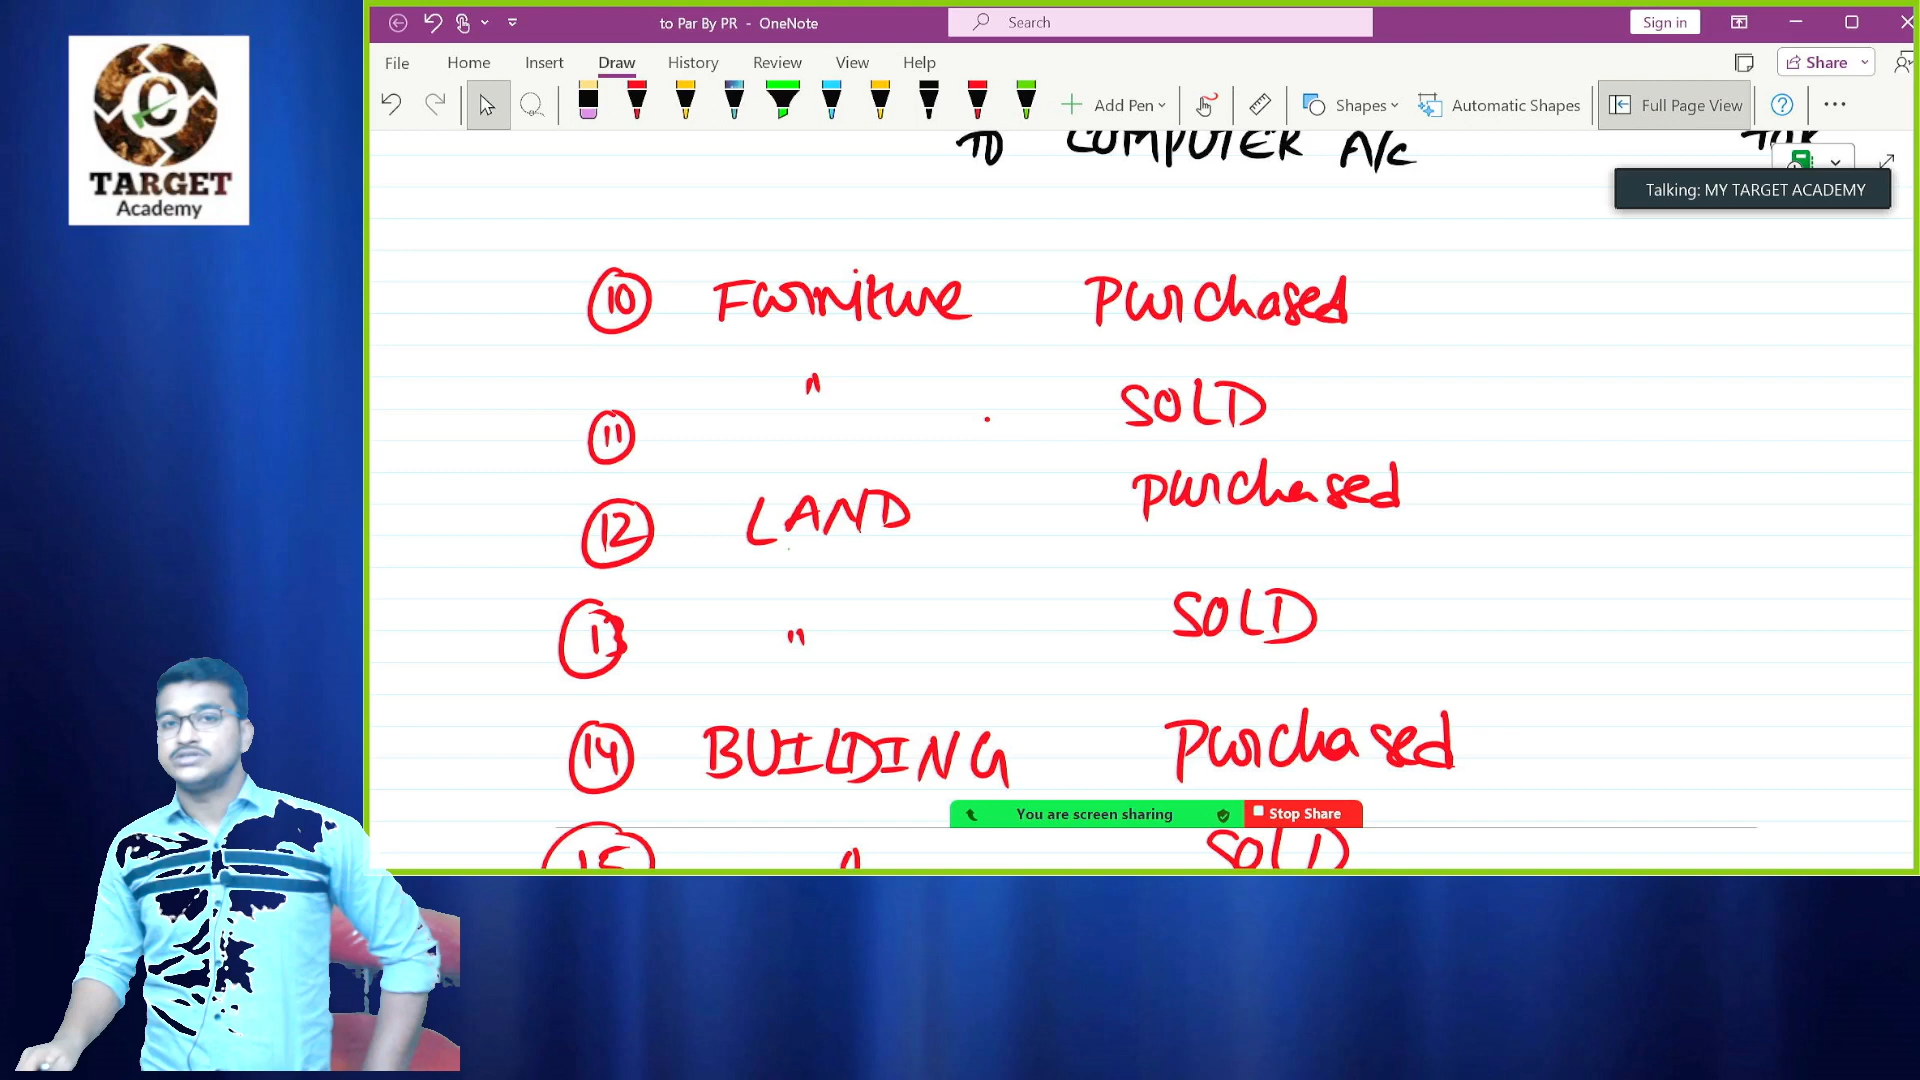 to Par By PR - OneNote
Search
Sign in
File Home Insert Draw History Review View Help
Share
Add Pen
Shapes
Automatic Shapes
Full Page View
C
TARGET
Academy
TO COMPUTER A/c
Talking: MY TARGET ACADEMY
10 Furniture Purchased
11 " SOLD
12 LAND purchased
13 " SOLD
14 BUILDING Purchased
You are screen sharing Stop Share
15 " SOLD